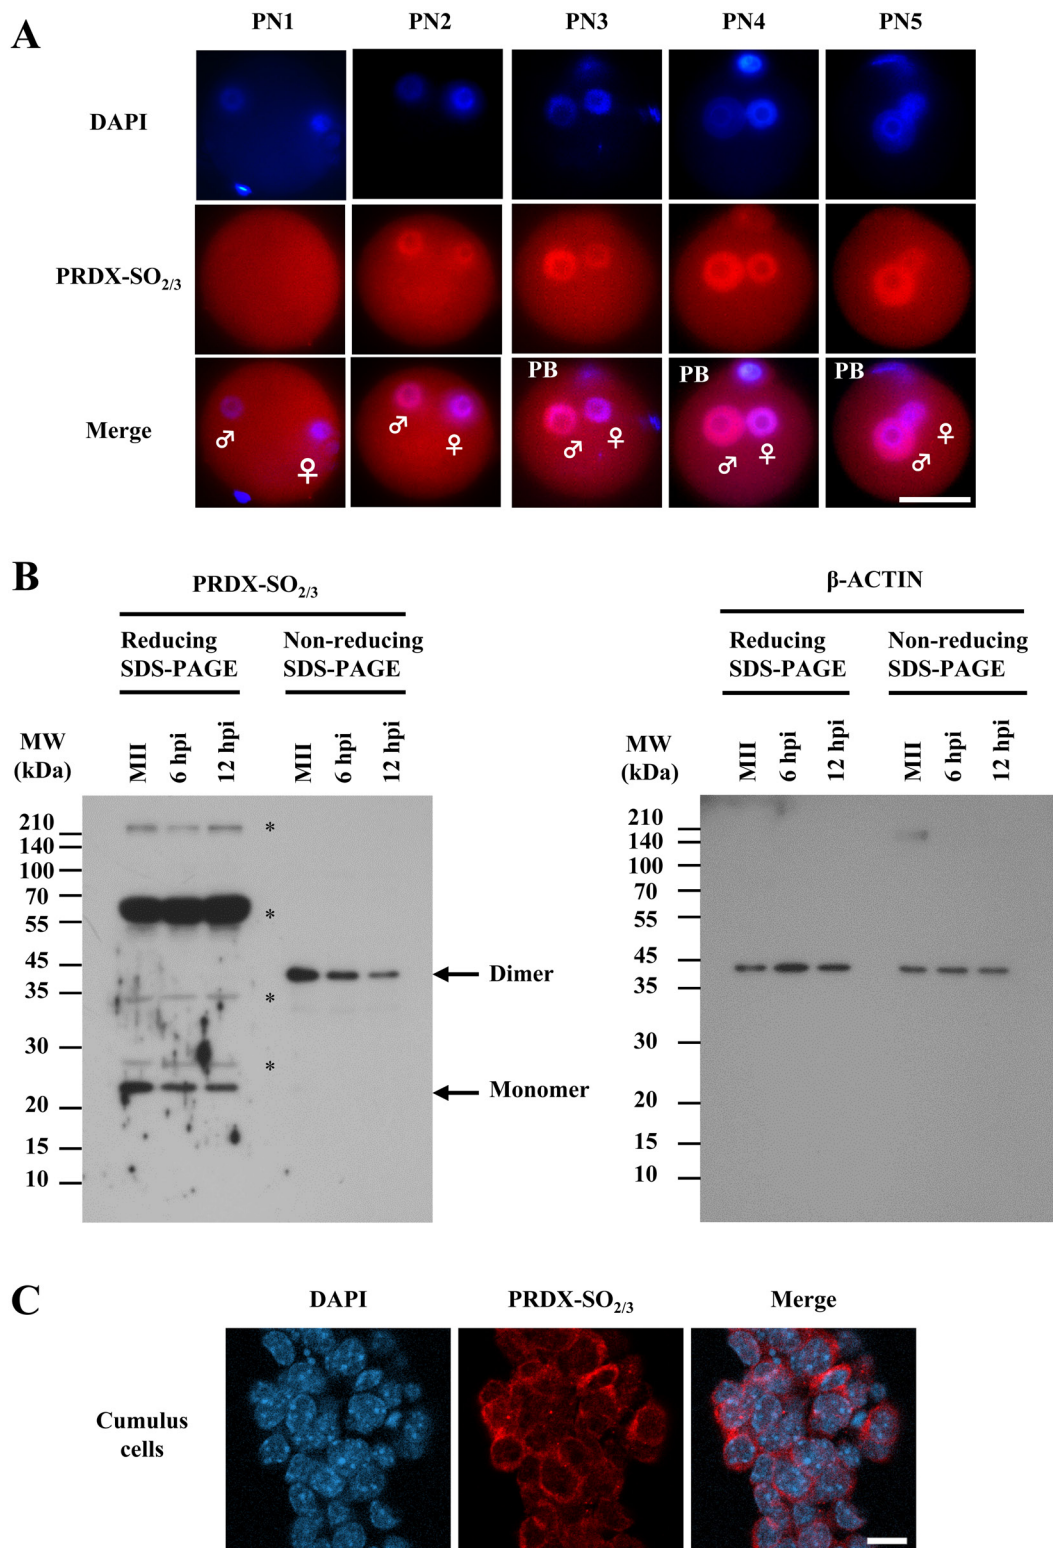 A
PN1 PN2 PN3 PN4 PN5
DAPI
PRDX-SO2/3
Merge
♂ ♀ ♂ ♀ PB ♂ ♀ PB ♂ ♀ PB ♂ ♀
B
PRDX-SO2/3
Reducing
SDS-PAGE
Non-reducing
SDS-PAGE
MW
(kDa)
MII
6 hpi
12 hpi
MII
6 hpi
12 hpi
210
140
100
70
55
45
35
30
20
15
10
*
*
*
*
Dimer
Monomer
β-ACTIN
Reducing
SDS-PAGE
Non-reducing
SDS-PAGE
MW
(kDa)
MII
6 hpi
12 hpi
MII
6 hpi
12 hpi
210
140
100
70
55
45
35
30
20
15
10
C
DAPI PRDX-SO2/3 Merge
Cumulus
cells